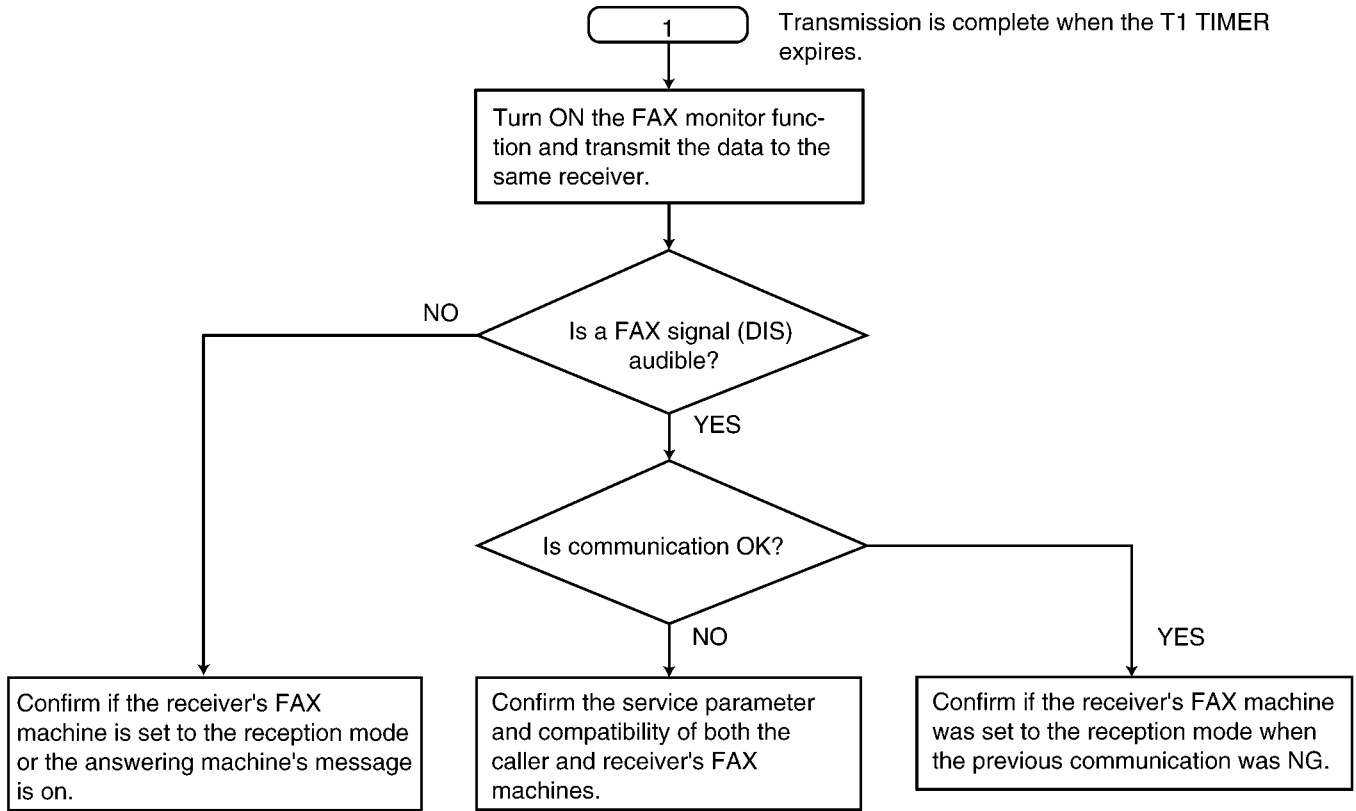 1
Transmission is complete when the T1 TIMER
expires.
Turn ON the FAX monitor func-
tion and transmit the data to the
same receiver.
NO
Is a FAX signal (DIS)
audible?
YES
Is communication OK?
NO
YES
Confirm if the receiver's FAX
machine is set to the reception mode
or the answering machine's message
is on.
Confirm the service parameter
and compatibility of both the
caller and receiver's FAX
machines.
Confirm if the receiver's FAX machine
was set to the reception mode when
the previous communication was NG.